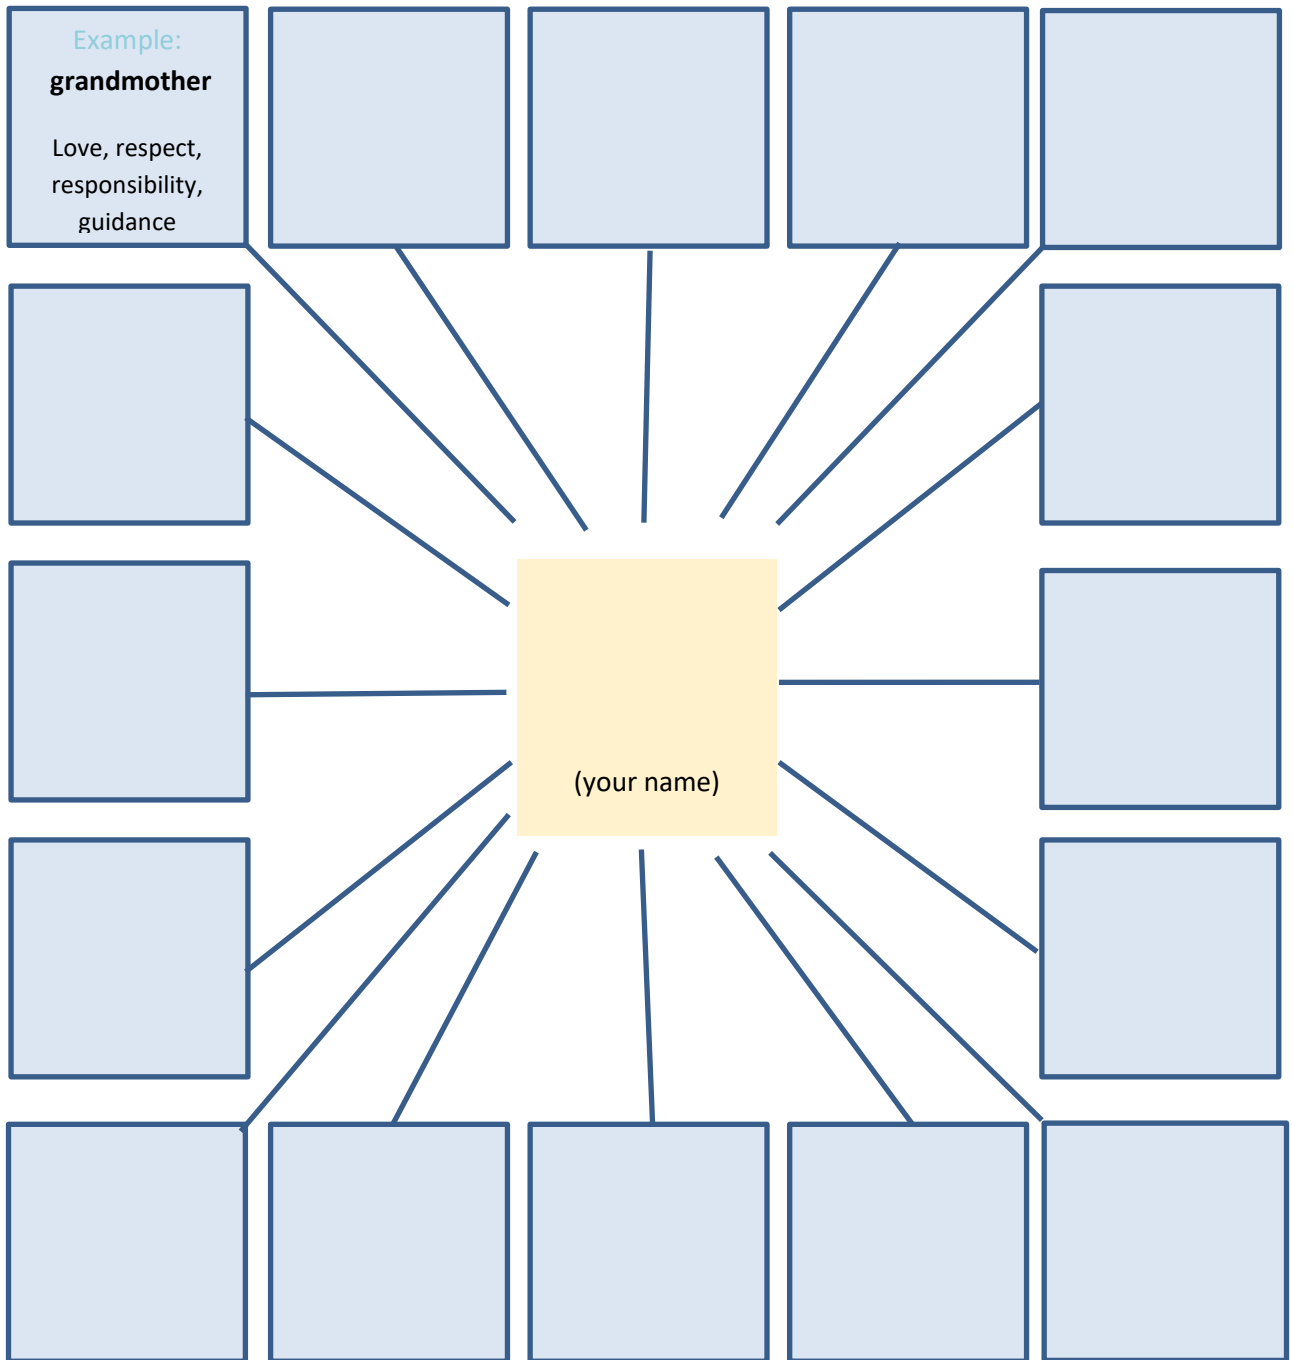 Example:
grandmother
Love, respect,
responsibility,
guidance
(your name)